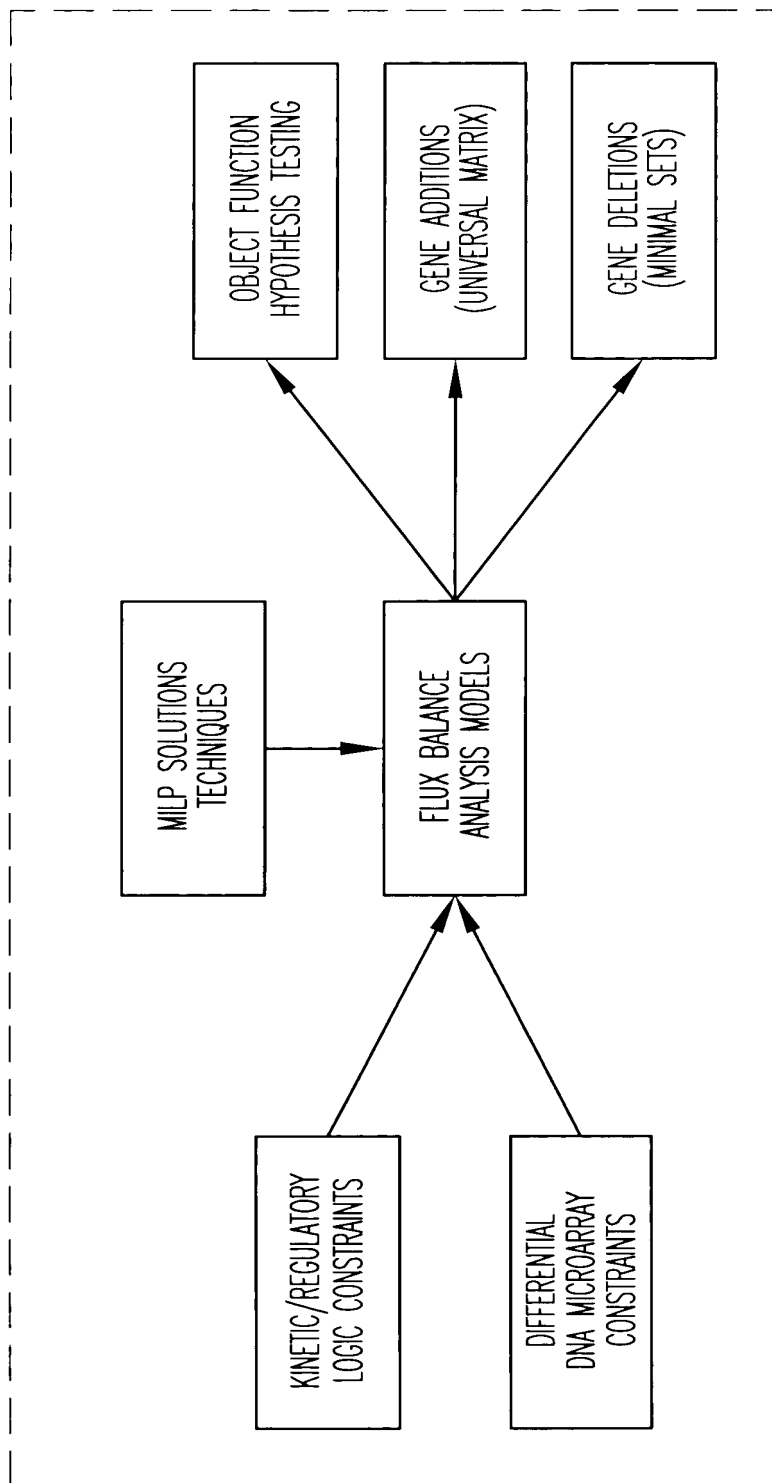 KINETIC/REGULATORY
LOGIC CONSTRAINTS
DIFFERENTIAL
DNA MICROARRAY
CONSTRAINTS
MILP SOLUTIONS
TECHNIQUES
FLUX BALANCE
ANALYSIS MODELS
OBJECT FUNCTION
HYPOTHESIS TESTING
GENE ADDITIONS
(UNIVERSAL MATRIX)
GENE DELETIONS
(MINIMAL SETS)